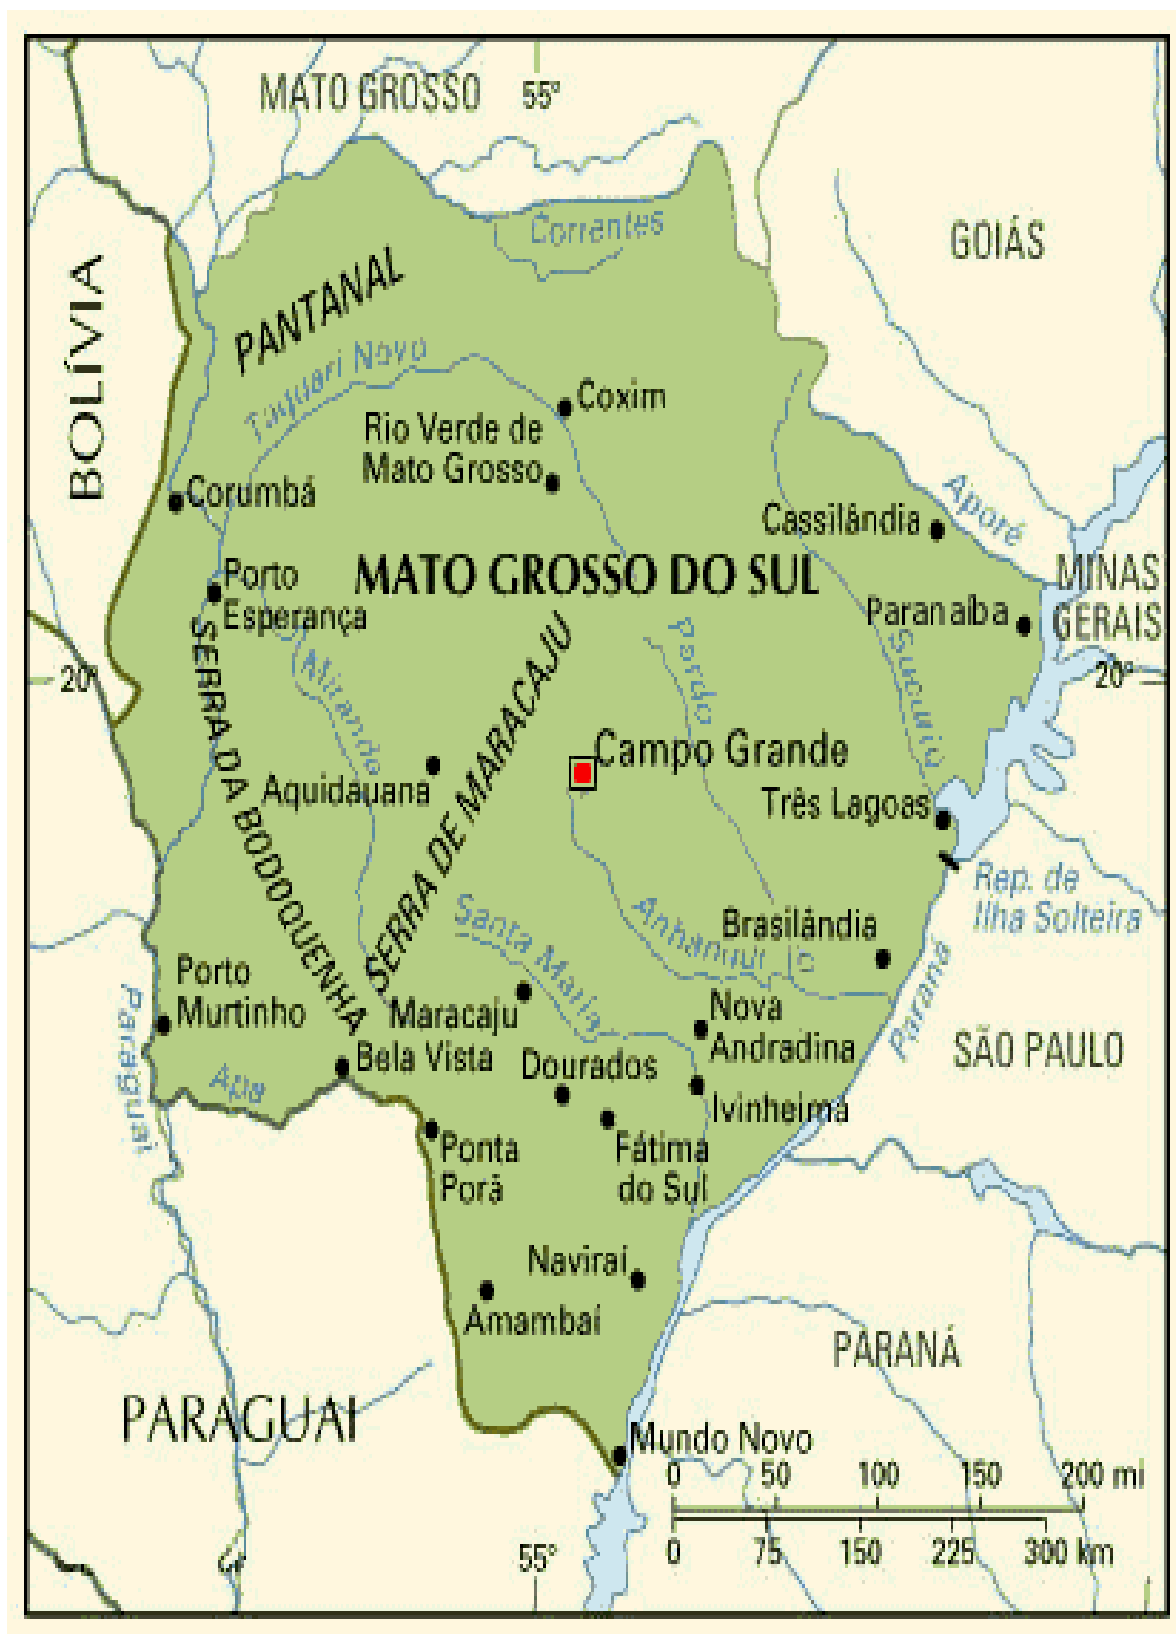 MATO GROSSO
55°
GOIÁS
Correntes
PANTANAL
BOLÍVIA
Taquari Novo
Coxim
Rio Verde de
Mato Grosso
Corumbá
Aporé
Cassilândia
MATO GROSSO DO SUL
MINAS
GERAIS
Porto
Esperança
Paranaíba
20°
20°
SERRA DA BODOQUENHA
Miranda
SERRA DE MARACAJU
Pardo
Sucuriú
Campo Grande
Aquidauana
Três Lagoas
Rep. de
Ilha Solteira
Santa Maria
Anhanduí
Brasilândia
Paraná
Porto
Murtinho
Maracaju
Nova
Andradina
SÃO PAULO
Paraguai
Apa
Bela Vista
Dourados
Ivinheima
Ponta
Porã
Fátima
do Sul
Naviraí
Amambaí
PARANÁ
PARAGUAI
Mundo Novo
0 50 100 150 200 mi
0 75 150 225 300 km
55°